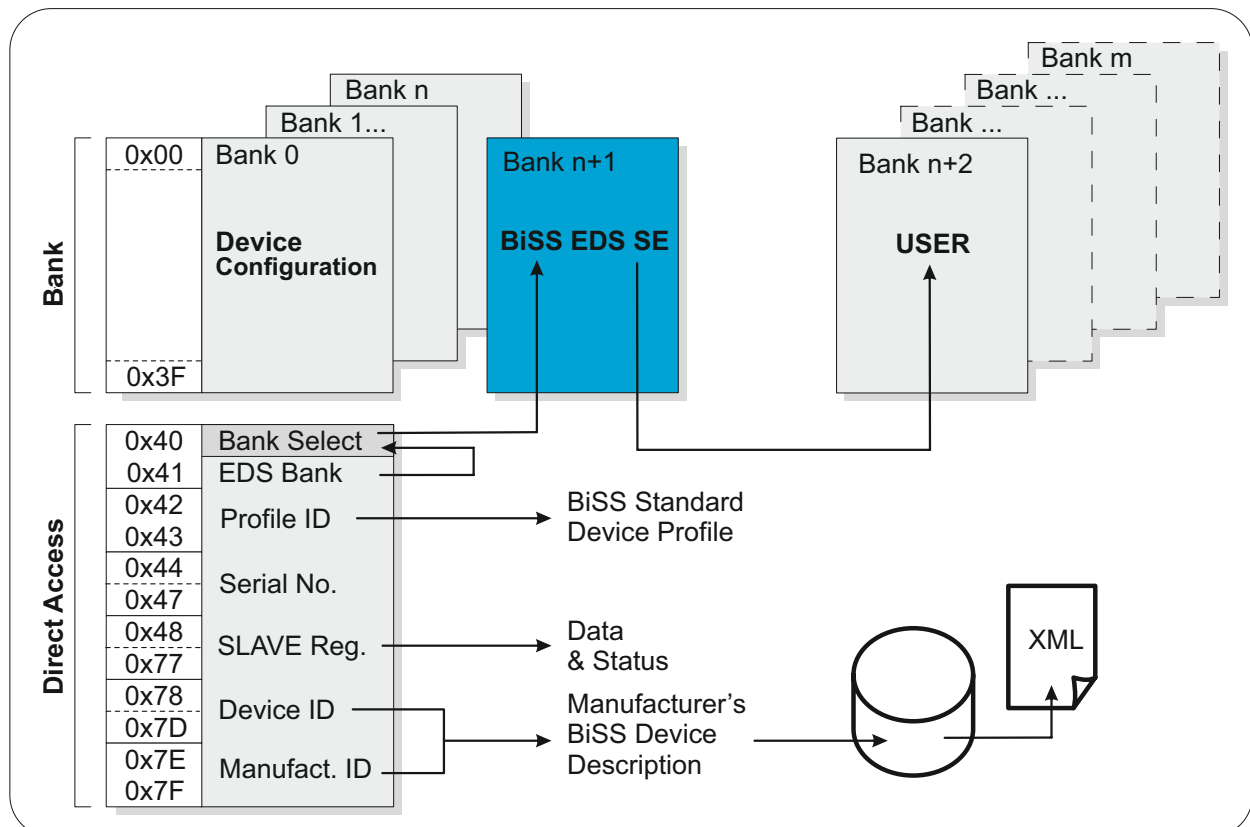 Bank m
Bank ...
Bank ...
Bank n
Bank 1...
Bank
0x00
Bank 0
Device
Configuration
0x3F
Bank n+1
BiSS EDS SE
Bank n+2
USER
Direct Access
0x40
Bank Select
0x41
EDS Bank
0x42
Profile ID
0x43
BiSS Standard
Device Profile
0x44
Serial No.
0x47
0x48
SLAVE Reg.
0x77
Data
& Status
0x78
Device ID
0x7D
0x7E
Manufact. ID
0x7F
Manufacturer's
BiSS Device
Description
XML